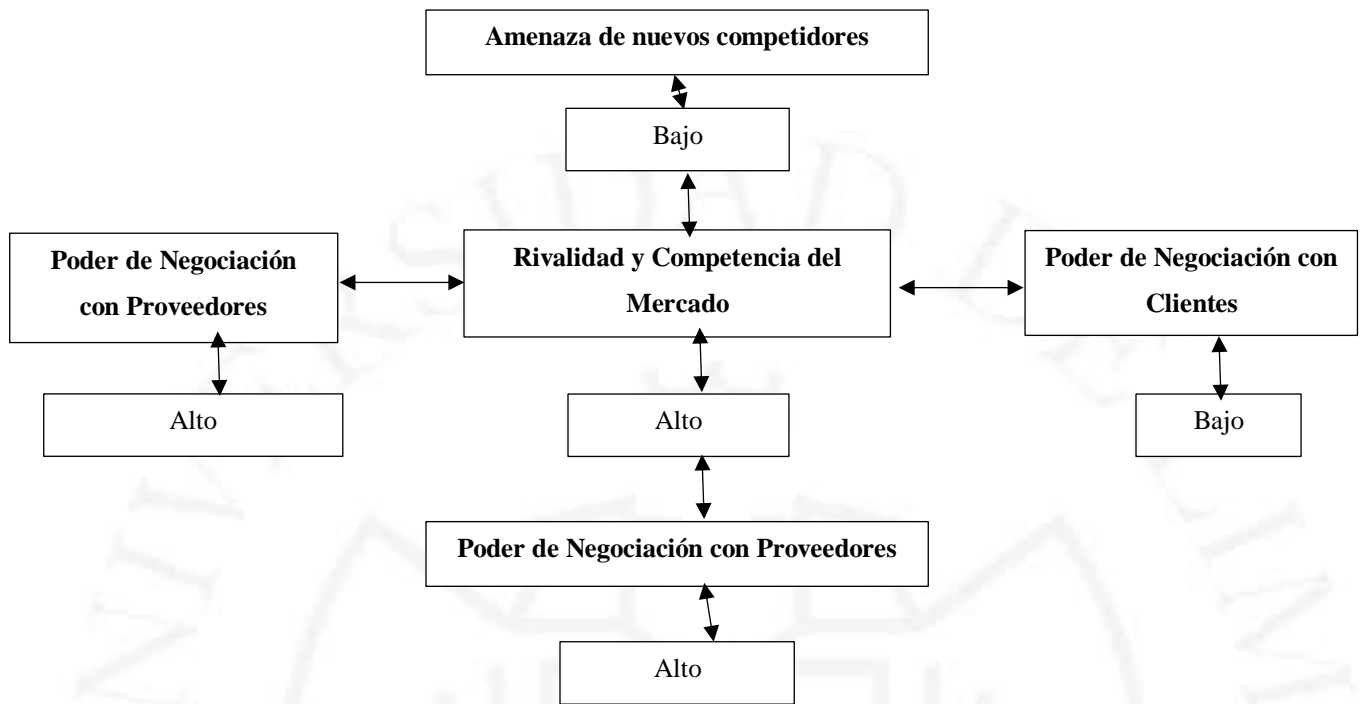 Amenaza de nuevos competidores
Bajo
Poder de Negociación
con Proveedores
Rivalidad y Competencia del
Mercado
Poder de Negociación con
Clientes
Alto
Alto
Bajo
Poder de Negociación con Proveedores
Alto